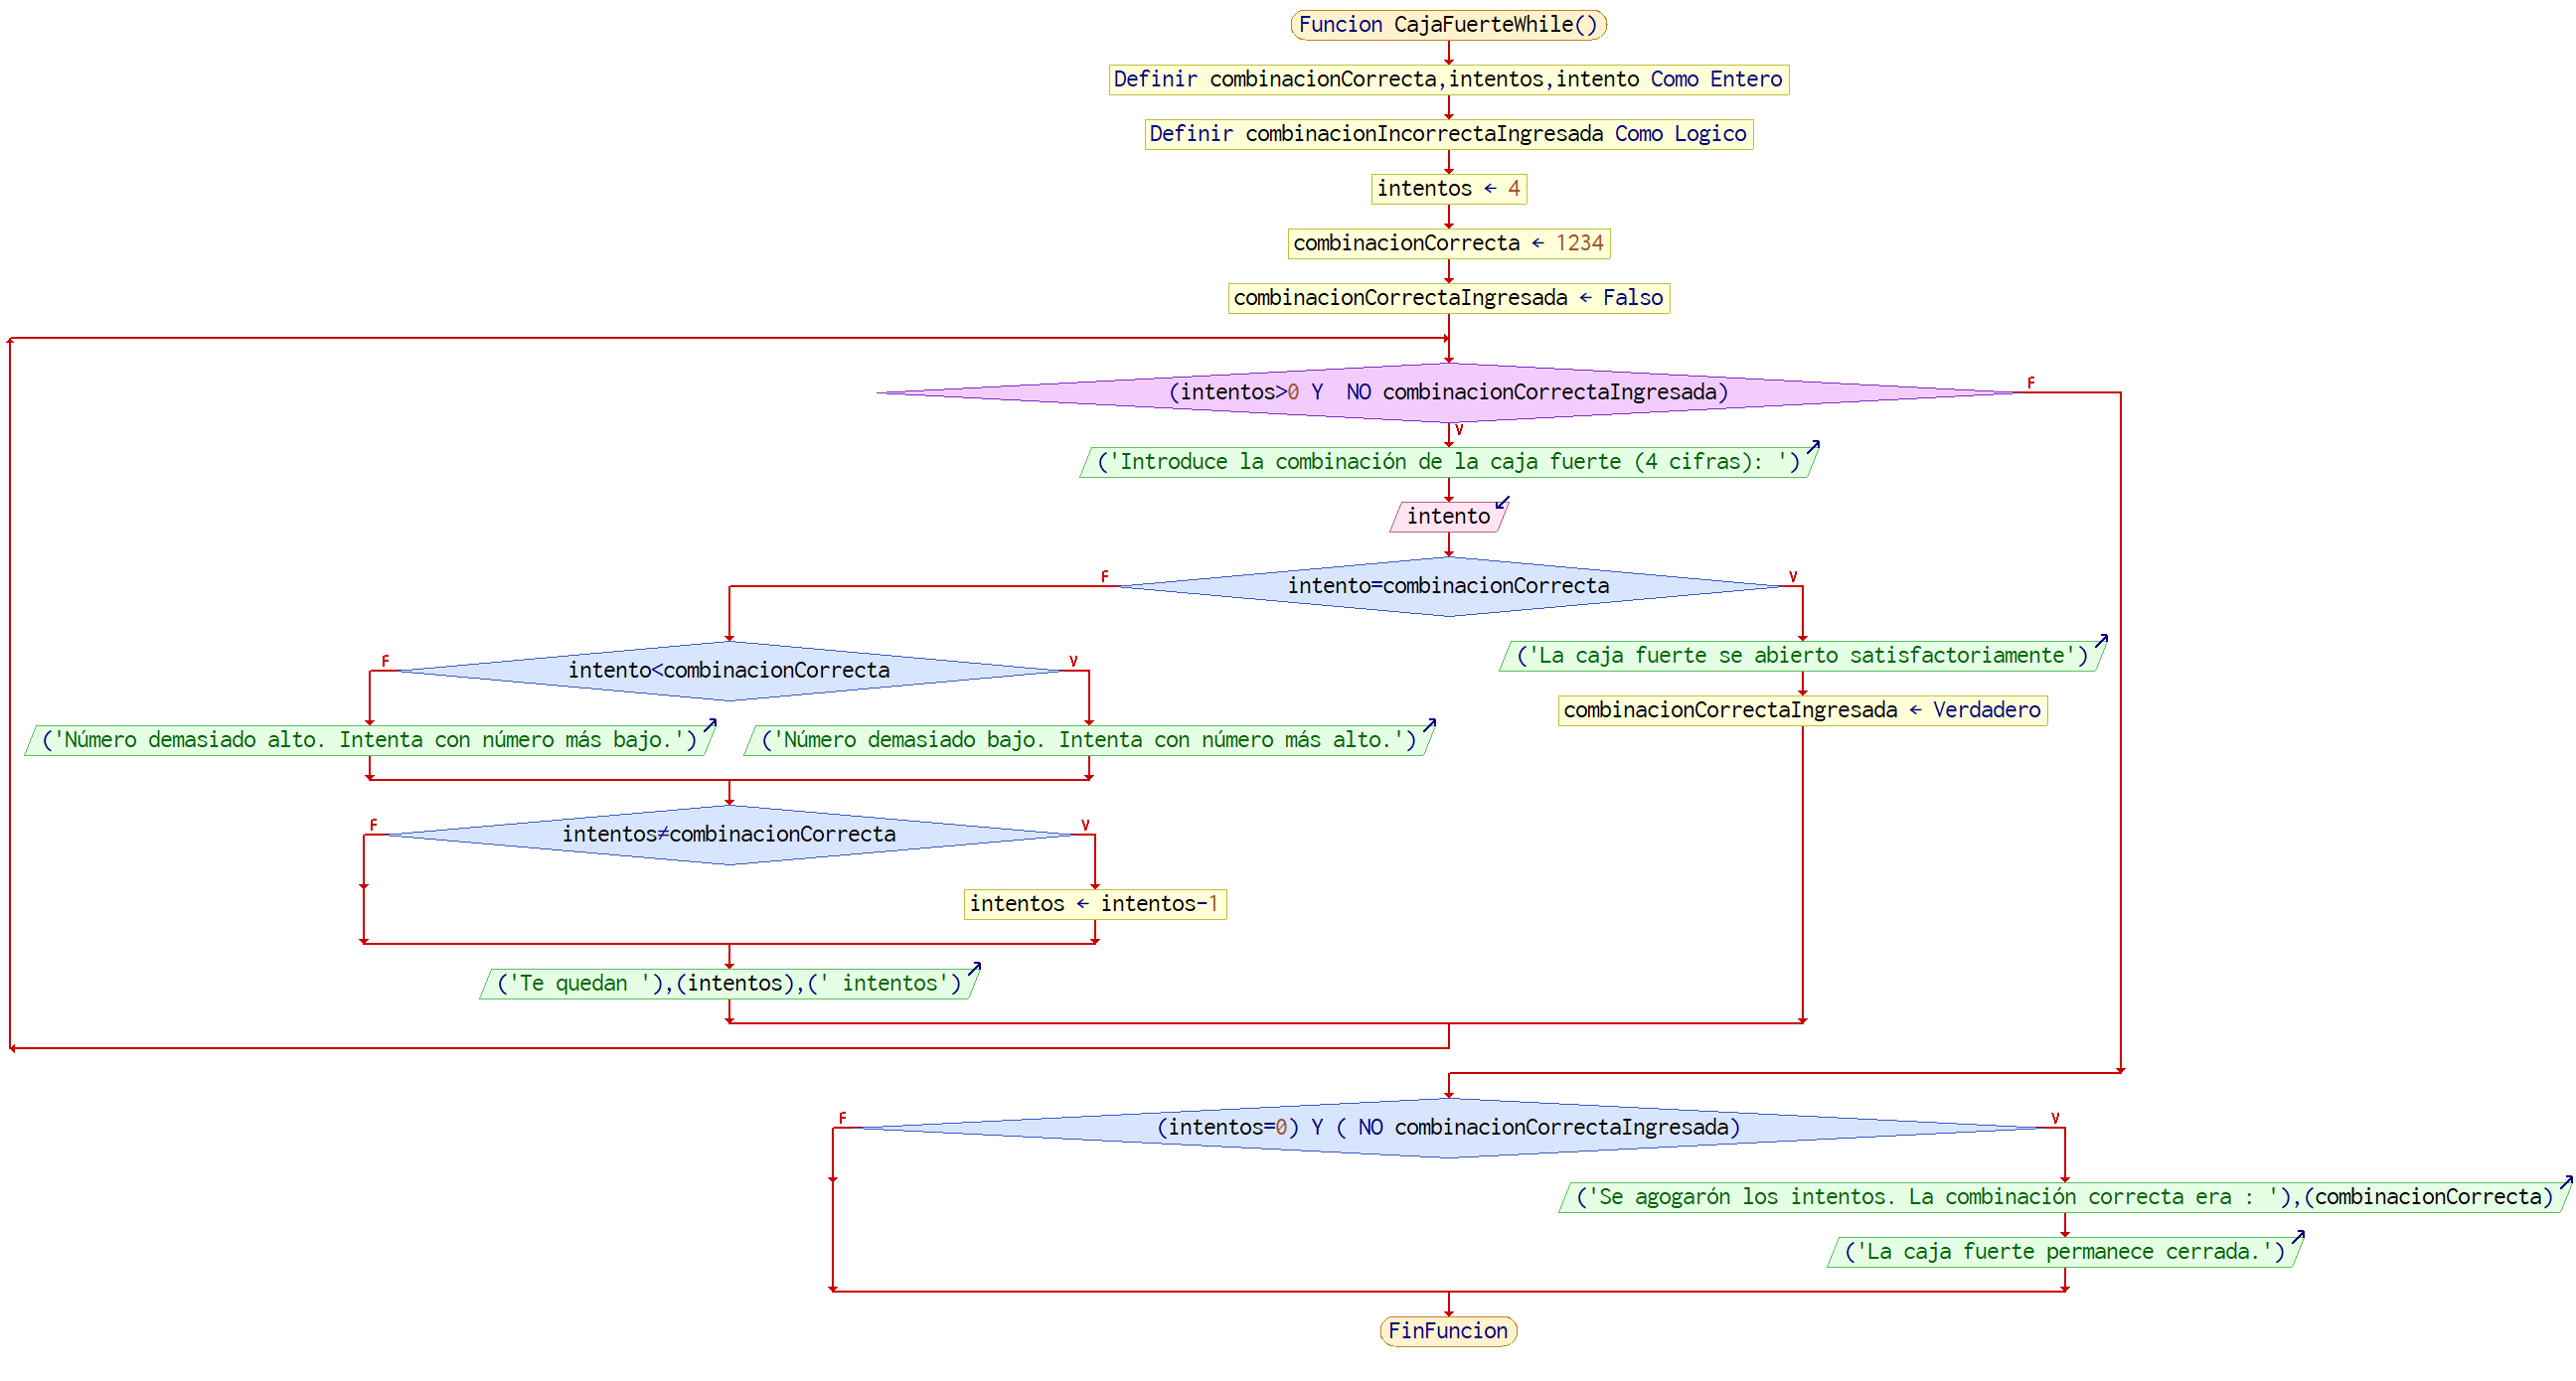 Funcion CajaFuerteWhile()
Definir combinacionCorrecta,intentos,intento Como Entero
Definir combinacionIncorrectaIngresada Como Logico
intentos ← 4
combinacionCorrecta ← 1234
combinacionCorrectaIngresada ← Falso
(intentos>0 Y  NO combinacionCorrectaIngresada)
F
V
('Introduce la combinación de la caja fuerte (4 cifras): ')
intento
F
intento=combinacionCorrecta
V
F
intento<combinacionCorrecta
V
('La caja fuerte se abierto satisfactoriamente')
combinacionCorrectaIngresada ← Verdadero
('Número demasiado alto. Intenta con número más bajo.')
('Número demasiado bajo. Intenta con número más alto.')
F
intentos≠combinacionCorrecta
V
intentos ← intentos-1
('Te quedan '),(intentos),(' intentos')
F
(intentos=0) Y ( NO combinacionCorrectaIngresada)
V
('Se agogarón los intentos. La combinación correcta era : '),(combinacionCorrecta)
('La caja fuerte permanece cerrada.')
FinFuncion